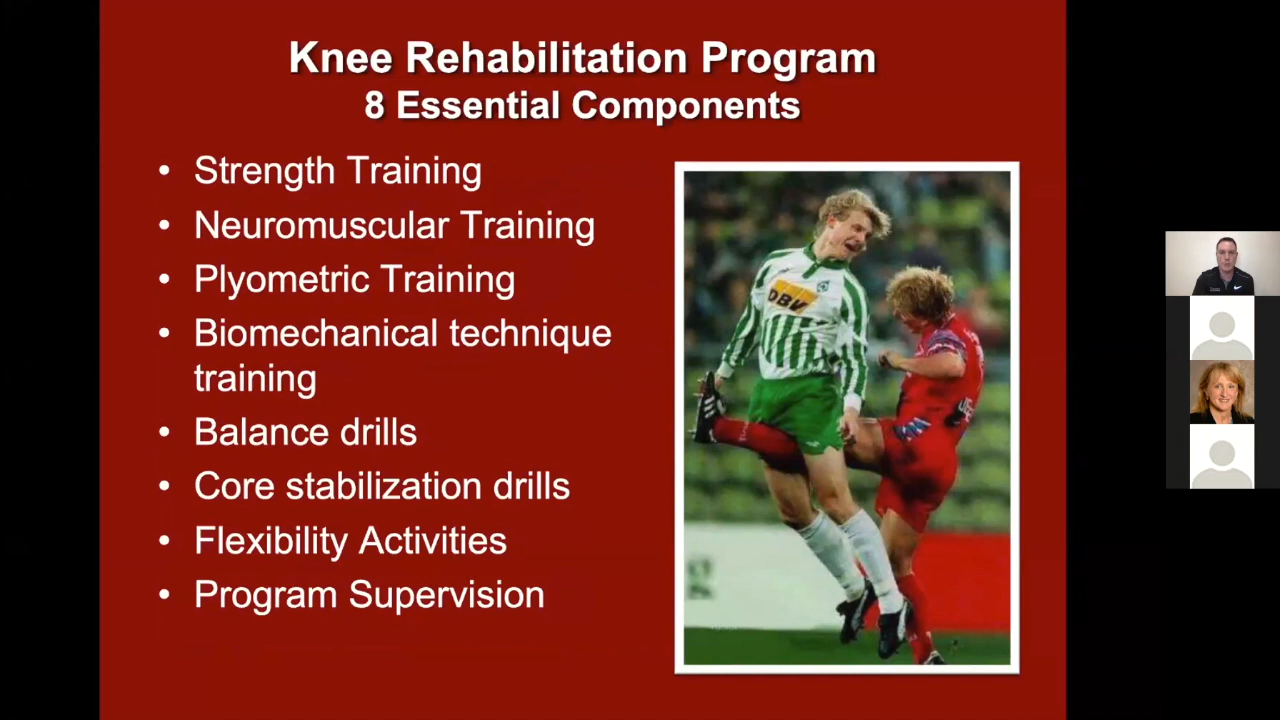 Knee Rehabilitation Program
8 Essential Components
• Strength Training
• Neuromuscular Training
• Plyometric Training
• Biomechanical technique
training
• Balance drills
• Core stabilization drills
• Flexibility Activities
• Program Supervision
DBV